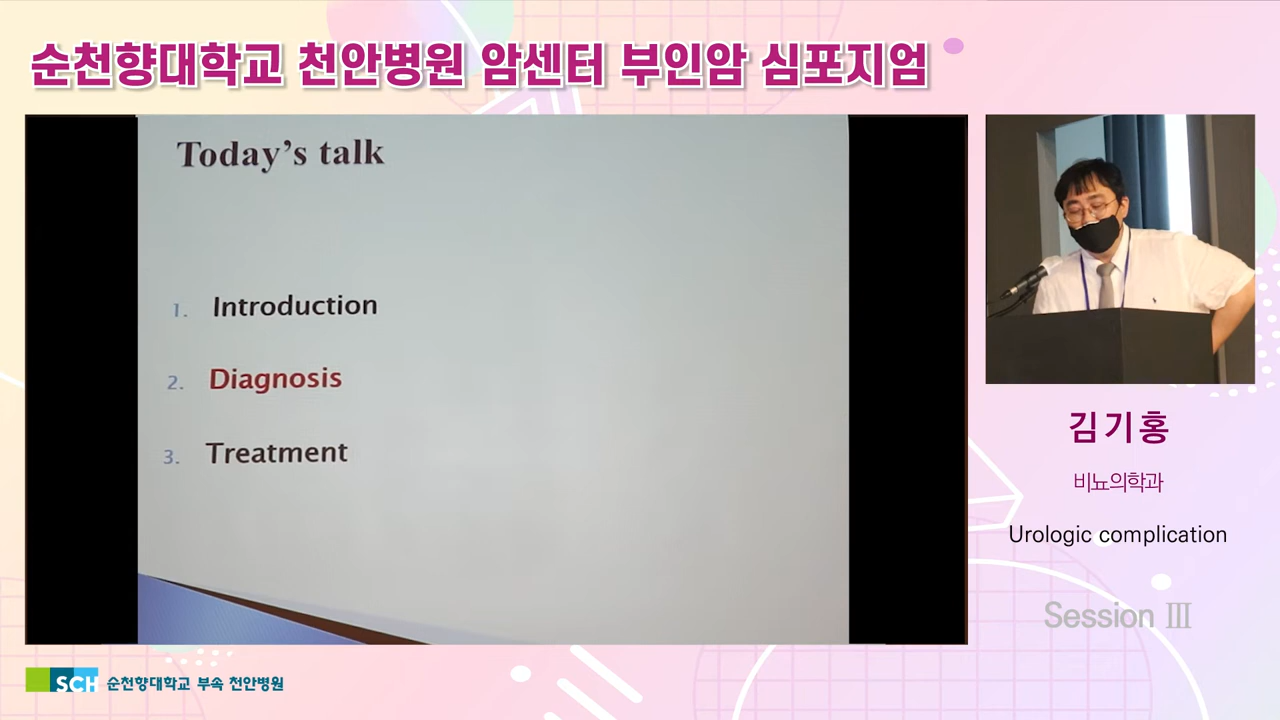 순천향대학교 천안병원 암센터 부인암 심포지엄
Today's talk
1. Introduction
2. Diagnosis
3. Treatment
김기홍
비뇨의학과
Urologic complication
Session Ⅲ
SCH 순천향대학교 부속 천안병원